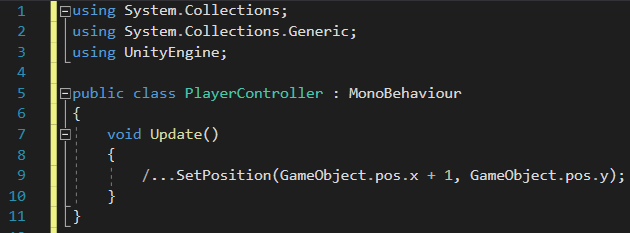 1 using System.Collections;
2 using System.Collections.Generic;
3 using UnityEngine;
4
5 public class PlayerController : MonoBehaviour
6 {
7 void Update()
8 {
9 /...SetPosition(GameObject.pos.x + 1, GameObject.pos.y);
10 }
11 }